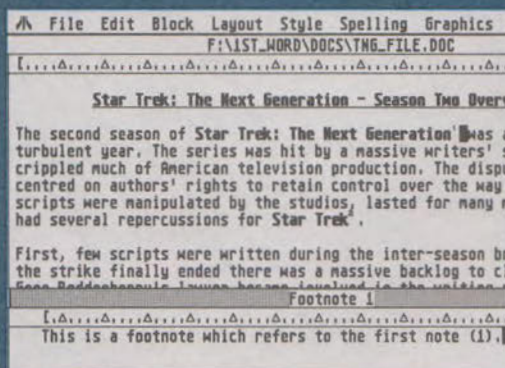 File Edit Block Layout Style Spelling Graphics
F:\1ST_WORD\DOCS\TNG_FILE.DOC
Star Trek: The Next Generation - Season Two Over
The second season of Star Trek: The Next Generation¹ was a
turbulent year. The series was hit by a massive writers' s
crippled much of American television production. The disp
centred on authors' rights to retain control over the way
scripts were manipulated by the studios, lasted for many
had several repercussions for Star Trek².
First, few scripts were written during the inter-season b
the strike finally ended there was a massive backlog to c
Footnote 1
This is a footnote which refers to the first note (1).